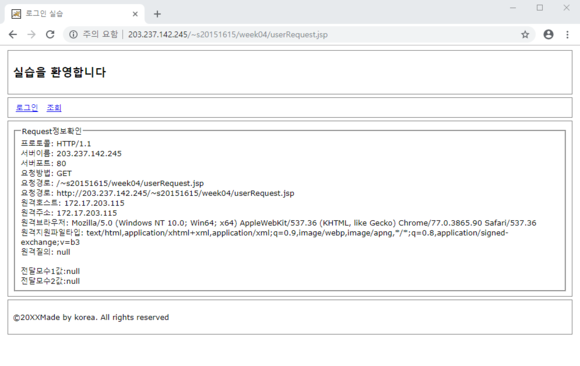 로그인 실습
주의 요함 | 203.237.142.245/~s20151615/week04/userRequest.jsp
실습을 환영합니다
로그인 조회
Request정보확인
프로토콜: HTTP/1.1
서버이름: 203.237.142.245
서버포트: 80
요청방법: GET
요청경로: /~s20151615/week04/userRequest.jsp
요청경로: http://203.237.142.245/~s20151615/week04/userRequest.jsp
원격호스트: 172.17.203.115
원격주소: 172.17.203.115
원격브라우저: Mozilla/5.0 (Windows NT 10.0; Win64; x64) AppleWebKit/537.36 (KHTML, like Gecko) Chrome/77.0.3865.90 Safari/537.36
원격지원파일타입: text/html,application/xhtml+xml,application/xml;q=0.9,image/webp,image/apng,*/*;q=0.8,application/signed-
exchange;v=b3
원격질의: null
전달모수1값:null
전달모수2값:null
©20XXMade by korea. All rights reserved